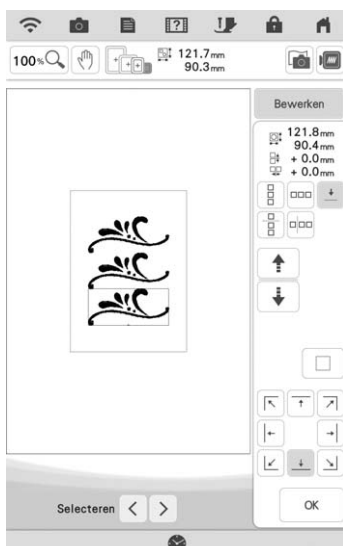 100% 121.7mm
90.3mm
Bewerken
121.8mm
90.4mm
+ 0.0mm
+ 0.0mm
Selecteren
OK